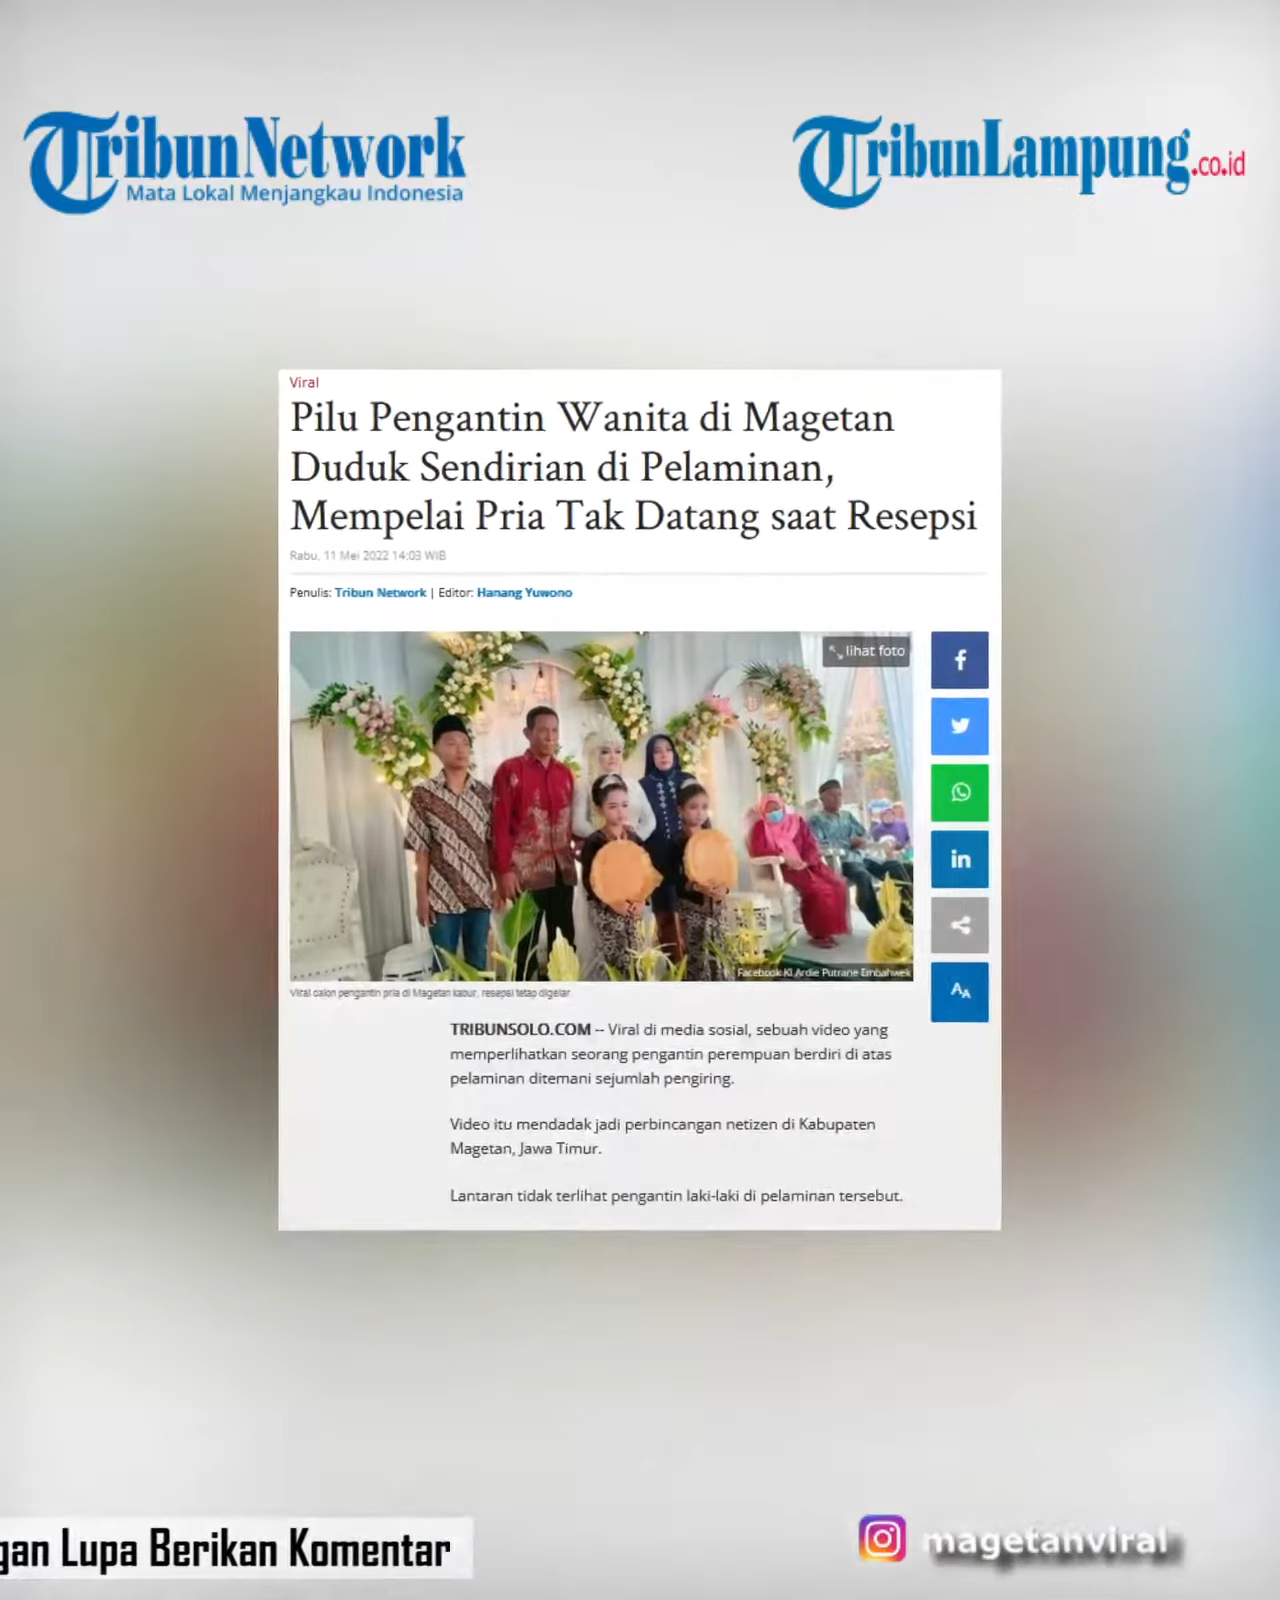 TribunNetwork
Mata Lokal Menjangkau Indonesia
TribunLampung.co.id
Viral
Pilu Pengantin Wanita di Magetan
Duduk Sendirian di Pelaminan,
Mempelai Pria Tak Datang saat Resepsi
Rabu, 11 Mei 2022 14:03 WIB
Penulis: Tribun Network | Editor: Hanang Yuwono
lihat foto
Facebook Ki Ardie Putrane Embahwek
Viral calon pengantin pria di Magetan kabur, resepsi tetap digelar
TRIBUNSOLO.COM -- Viral di media sosial, sebuah video yang
memperlihatkan seorang pengantin perempuan berdiri di atas
pelaminan ditemani sejumlah pengiring.
Video itu mendadak jadi perbincangan netizen di Kabupaten
Magetan, Jawa Timur.
Lantaran tidak terlihat pengantin laki-laki di pelaminan tersebut.
gan Lupa Berikan Komentar
magetanviral